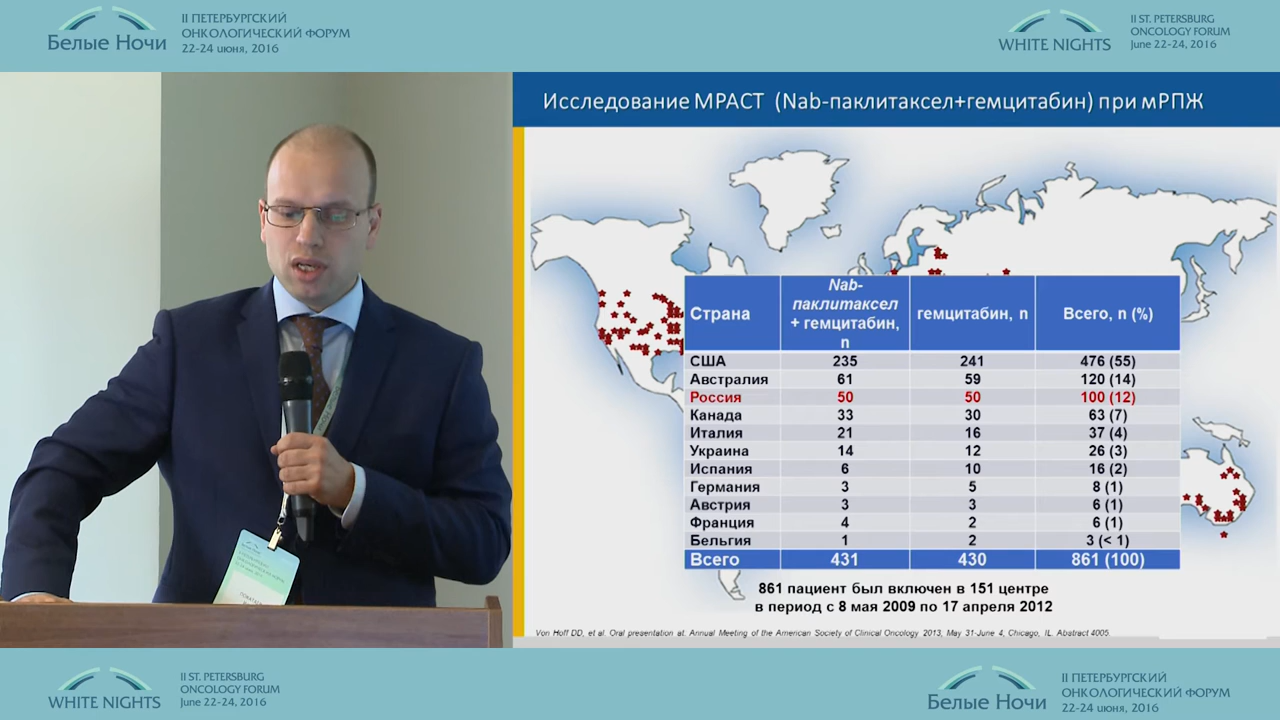 Белые Ночи
II ПЕТЕРБУРГСКИЙ
ОНКОЛОГИЧЕСКИЙ ФОРУМ
22-24 июня, 2016
WHITE NIGHTS
II ST. PETERSBURG
ONCOLOGY FORUM
June 22-24, 2016
Исследование МРАСТ (Nab-паклитаксел+гемцитабин) при мРПЖ
Страна
Nab-
паклитаксел
+ гемцитабин,
n
гемцитабин, n
Всего, n (%)
США 235 241 476 (55)
Австралия 61 59 120 (14)
Россия 50 50 100 (12)
Канада 33 30 63 (7)
Италия 21 16 37 (4)
Украина 14 12 26 (3)
Испания 6 10 16 (2)
Германия 3 5 8 (1)
Австрия 3 3 6 (1)
Франция 4 2 6 (1)
Бельгия 1 2 3 (< 1)
Всего 431 430 861 (100)
861 пациент был включен в 151 центре
в период с 8 мая 2009 по 17 апреля 2012
Von Hoff DD, et al. Oral presentation at: Annual Meeting of the American Society of Clinical Oncology 2013, May 31-June 4, Chicago, IL. Abstract 4005.
WHITE NIGHTS
II ST. PETERSBURG
ONCOLOGY FORUM
June 22-24, 2016
Белые Ночи
II ПЕТЕРБУРГСКИЙ
ОНКОЛОГИЧЕСКИЙ ФОРУМ
22-24 июня, 2016